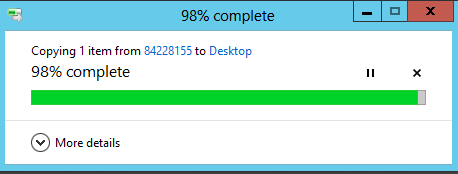 98% complete
Copying 1 item from 84228155 to Desktop
98% complete
More details